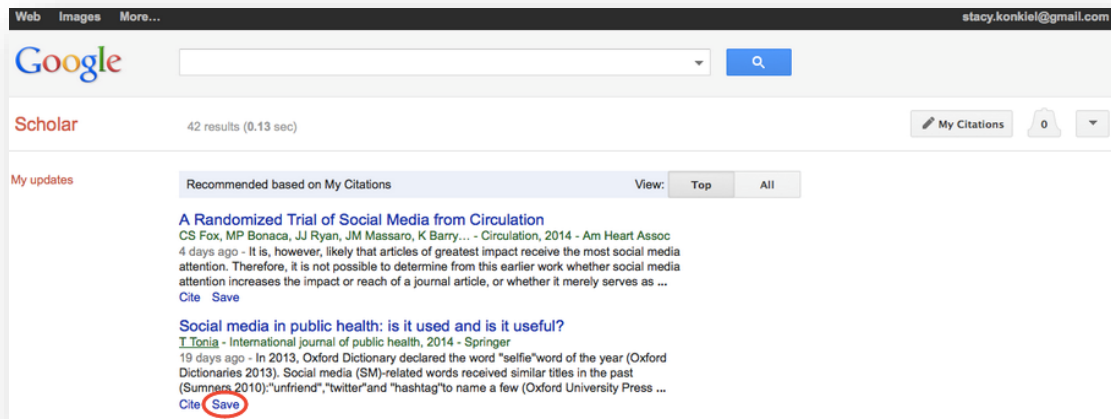 Web Images More... stacy.konkiel@gmail.com
Google
Scholar 42 results (0.13 sec) My Citations 0
My updates Recommended based on My Citations View: Top All
A Randomized Trial of Social Media from Circulation
CS Fox, MP Bonaca, JJ Ryan, JM Massaro, K Barry... - Circulation, 2014 - Am Heart Assoc
4 days ago - It is, however, likely that articles of greatest impact receive the most social media
attention. Therefore, it is not possible to determine from this earlier work whether social media
attention increases the impact or reach of a journal article, or whether it merely serves as ...
Cite Save
Social media in public health: is it used and is it useful?
T Tonia - International journal of public health, 2014 - Springer
19 days ago - In 2013, Oxford Dictionary declared the word "selfie"word of the year (Oxford
Dictionaries 2013). Social media (SM)-related words received similar titles in the past
(Sumners 2010):"unfriend","twitter"and "hashtag"to name a few (Oxford University Press ...
Cite Save